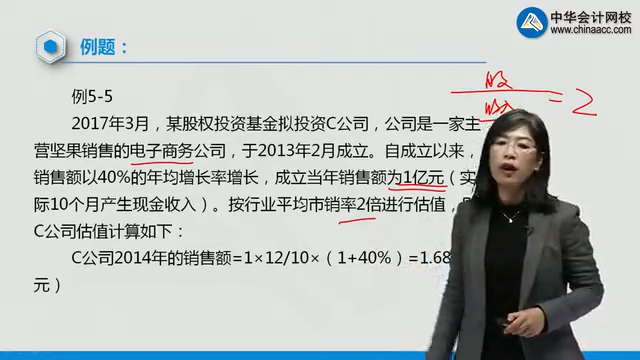 中华会计网校
www.chinaacc.com
例题：
股
收入 = 2
例5-5
2017年3月，某股权投资基金拟投资C公司，公司是一家主
营坚果销售的电子商务公司，于2013年2月成立。自成立以来，
销售额以40%的年均增长率增长，成立当年销售额为1亿元（实
际10个月产生现金收入）。按行业平均市销率2倍进行估值，
C公司估值计算如下：
C公司2014年的销售额=1×12/10×（1+40%）=1.68
元）